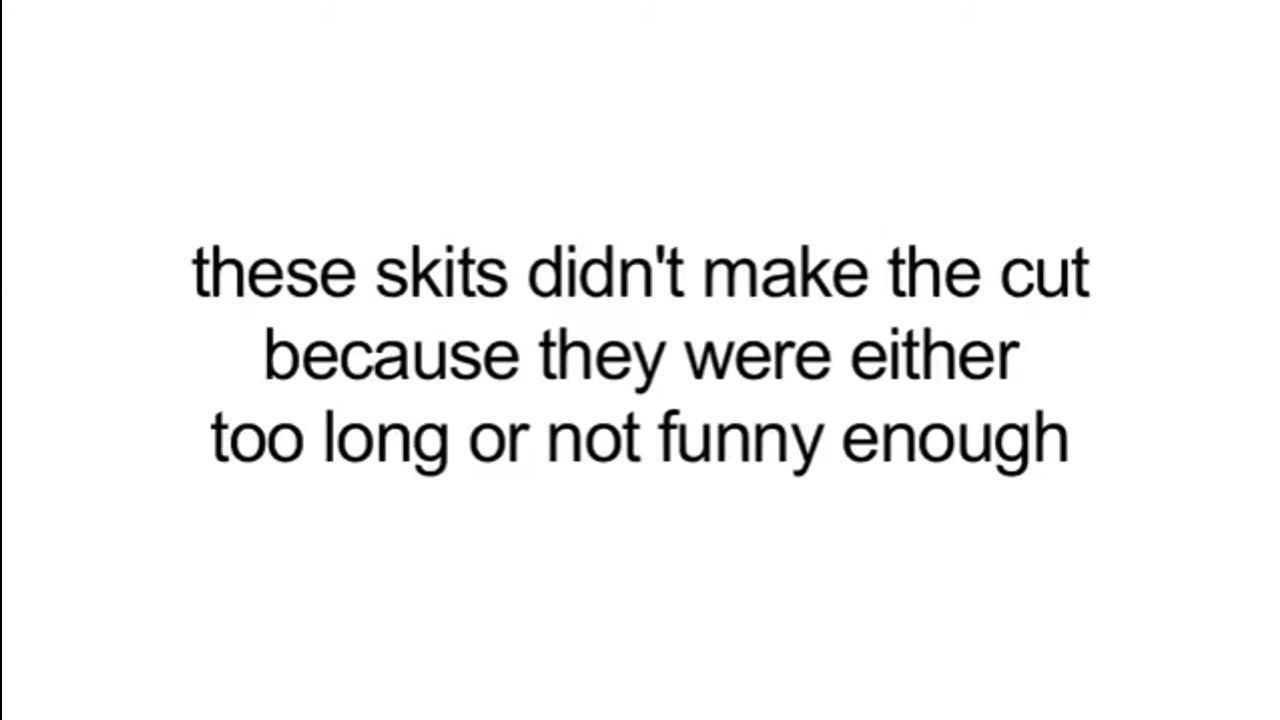 these skits didn't make the cut
because they were either
too long or not funny enough